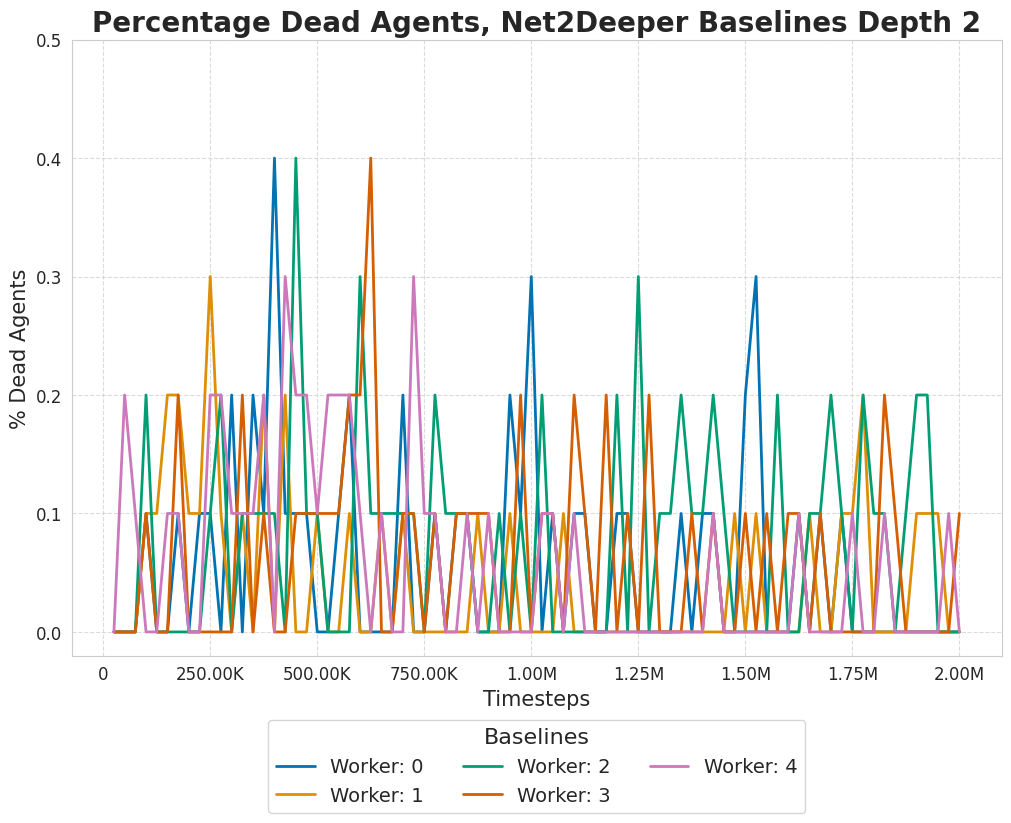 Percentage Dead Agents, Net2Deeper Baselines Depth 2
% Dead Agents
0.5
0.4
0.3
0.2
0.1
0.0
0 250.00K 500.00K 750.00K 1.00M 1.25M 1.50M 1.75M 2.00M
Timesteps
Baselines
Worker: 0 Worker: 2 Worker: 4
Worker: 1 Worker: 3